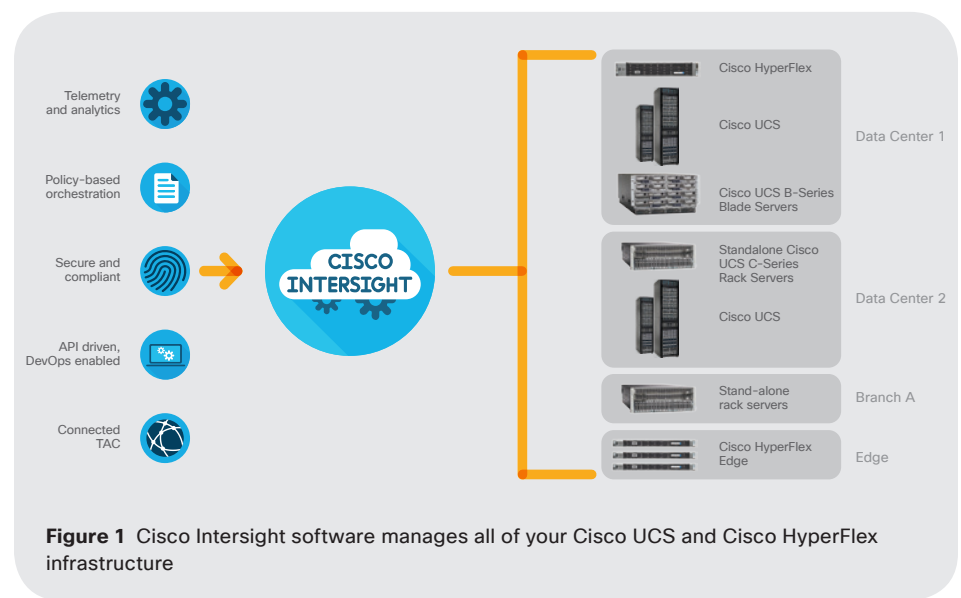 Telemetry
and analytics
Policy-based
orchestration
Secure and
compliant
API driven,
DevOps enabled
Connected
TAC
CISCO
INTERSIGHT
Cisco HyperFlex
Cisco UCS
Cisco UCS B-Series
Blade Servers
Data Center 1
Standalone Cisco
UCS C-Series
Rack Servers
Cisco UCS
Data Center 2
Stand-alone
rack servers
Branch A
Cisco HyperFlex
Edge
Edge
Figure 1 Cisco Intersight software manages all of your Cisco UCS and Cisco HyperFlex
infrastructure